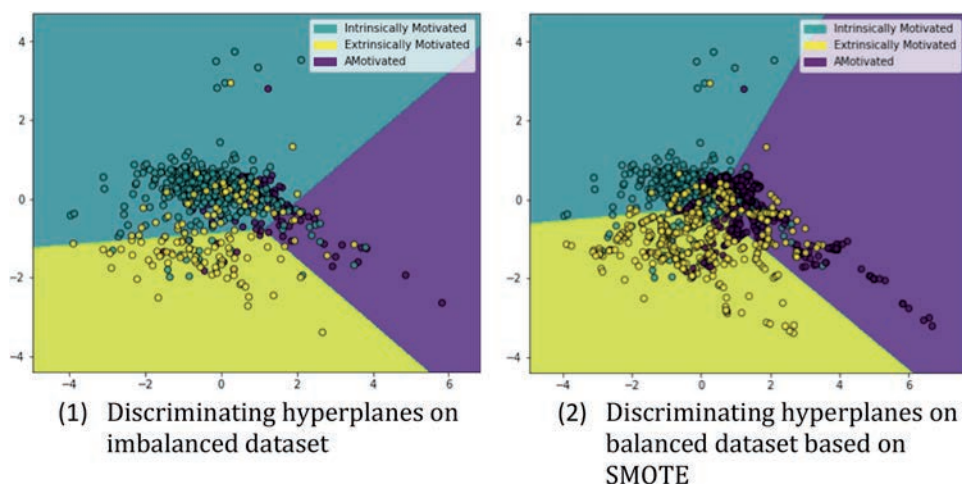 Intrinsically Motivated
Extrinsically Motivated
AMotivated
4
2
0
−2
−4
−4
−2
0
2
4
6
(1) Discriminating hyperplanes on
imbalanced dataset
Intrinsically Motivated
Extrinsically Motivated
AMotivated
4
2
0
−2
−4
−4
−2
0
2
4
6
(2) Discriminating hyperplanes on
balanced dataset based on
SMOTE